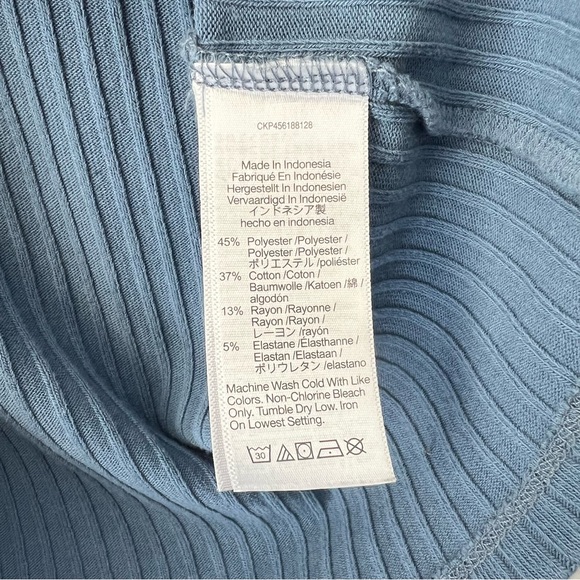 CKP456188128
Made In Indonesia
Fabriqué En Indonésie
Hergestellt In Indonesien
Vervaardigd In Indonesië
インドネシア製
hecho en indonesia
45% Polyester /Polyester /
Polyester /Polyester /
ポリエステル /poliéster
37% Cotton /Coton /
Baumwolle /Katoen /綿 /
algodón
13% Rayon /Rayonne /
Rayon /Rayon /
レーヨン /rayón
5% Elastane /Elasthanne /
Elastan /Elastaan /
ポリウレタン /elastano
Machine Wash Cold With Like
Colors. Non-Chlorine Bleach
Only. Tumble Dry Low. Iron
On Lowest Setting.
30